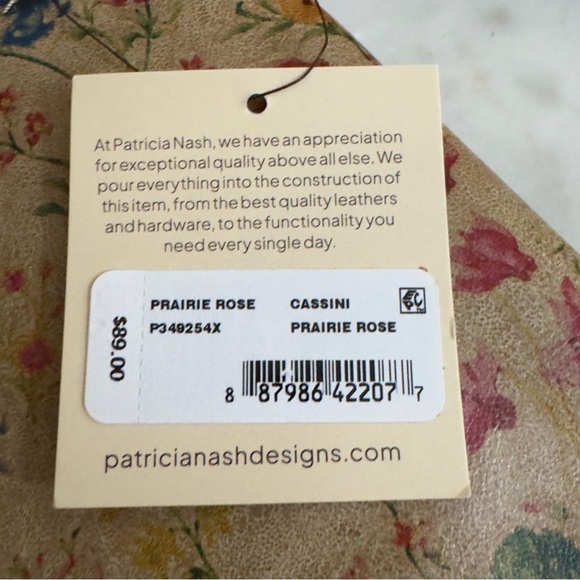 At Patricia Nash, we have an appreciation
for exceptional quality above all else. We
pour everything into the construction of
this item, from the best quality leathers
and hardware, to the functionality you
need every single day.
$89.00
PRAIRIE ROSE CASSINI
P349254X PRAIRIE ROSE
8 87986 42207 7
patricianashdesigns.com